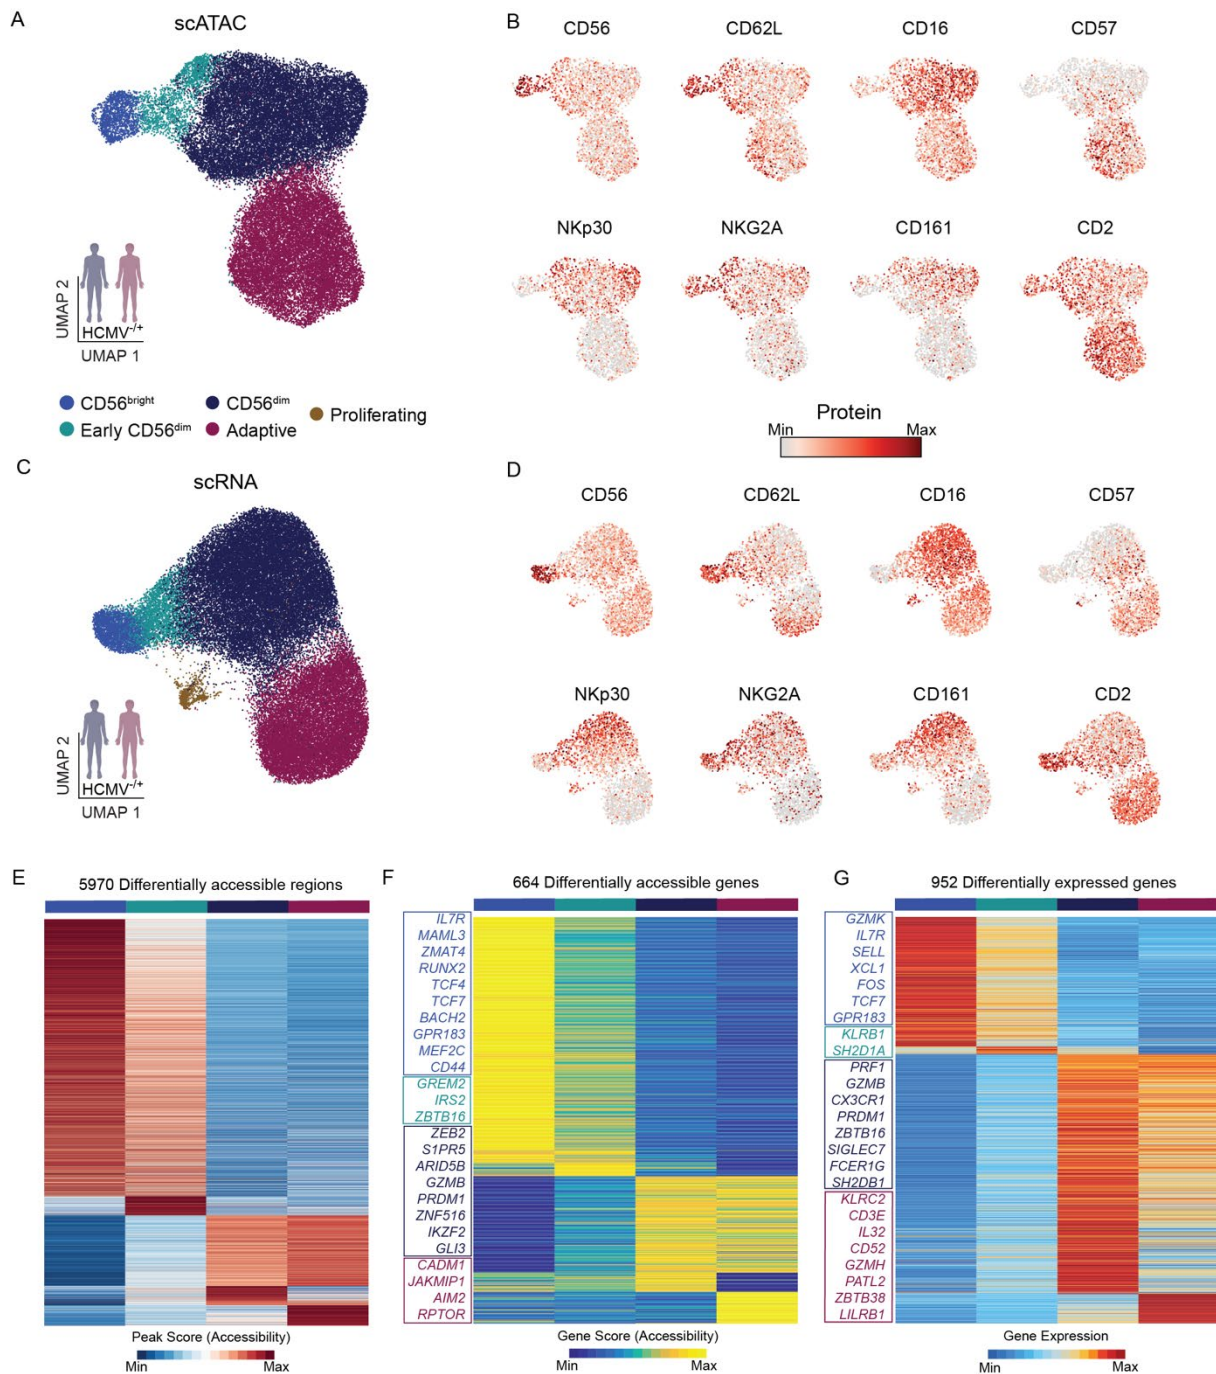 A
scATAC
UMAP 2
HCMV-/+
UMAP 1
CD56bright
CD56dim
Proliferating
Early CD56dim
Adaptive
B
CD56
CD62L
CD16
CD57
NKp30
NKG2A
CD161
CD2
Protein
Min
Max
C
scRNA
UMAP 2
HCMV-/+
UMAP 1
D
CD56
CD62L
CD16
CD57
NKp30
NKG2A
CD161
CD2
E
5970 Differentially accessible regions
Peak Score (Accessibility)
Min
Max
F
664 Differentially accessible genes
IL7R
MAML3
ZMAT4
RUNX2
TCF4
TCF7
BACH2
GPR183
MEF2C
CD44
GREM2
IRS2
ZBTB16
ZEB2
S1PR5
ARID5B
GZMB
PRDM1
ZNF516
IKZF2
GLI3
CADM1
JAKMIP1
AIM2
RPTOR
Gene Score (Accessibility)
Min
Max
G
952 Differentially expressed genes
GZMK
IL7R
SELL
XCL1
FOS
TCF7
GPR183
KLRB1
SH2D1A
PRF1
GZMB
CX3CR1
PRDM1
ZBTB16
SIGLEC7
FCER1G
SH2DB1
KLRC2
CD3E
IL32
CD52
GZMH
PATL2
ZBTB38
LILRB1
Gene Expression
Min
Max